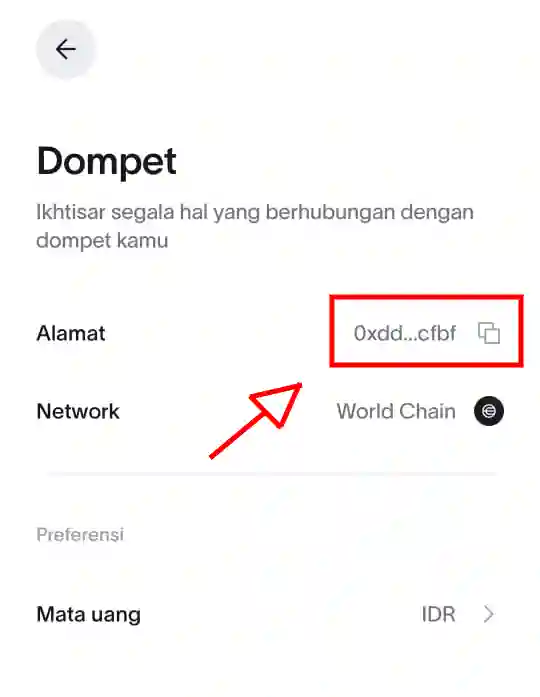 Dompet
Ikhtisar segala hal yang berhubungan dengan
dompet kamu
Alamat 0xdd...cfbf
Network World Chain
Preferensi
Mata uang IDR